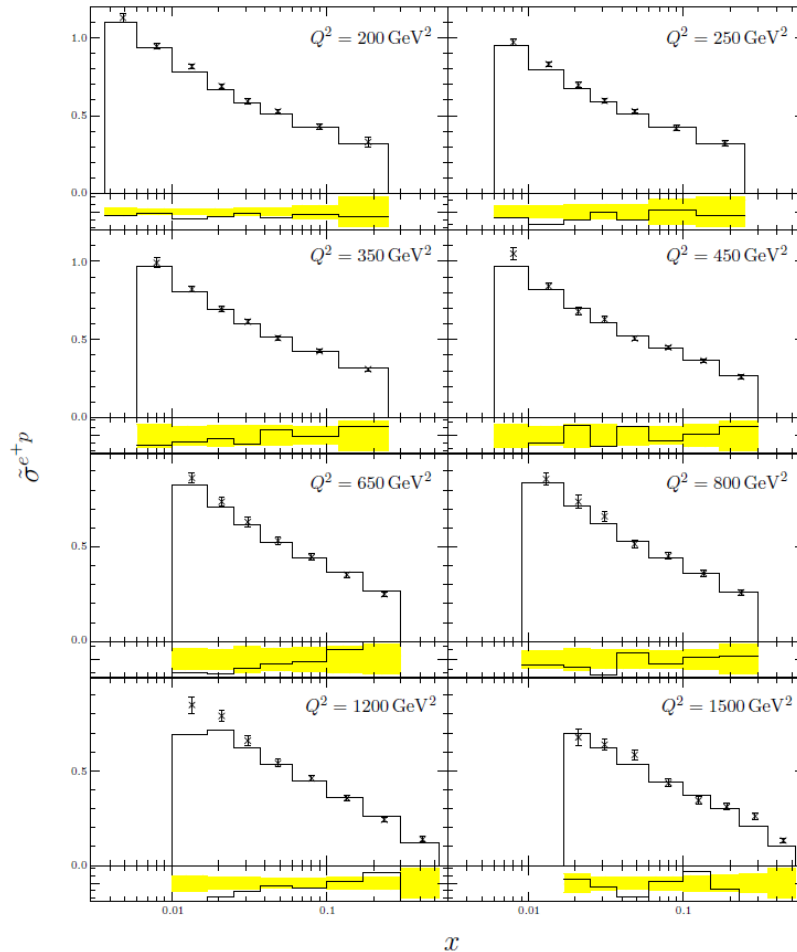 1.0
0.5
0.0
Q² = 200 GeV²
Q² = 250 GeV²
1.0
0.5
0.0
Q² = 350 GeV²
Q² = 450 GeV²
0.5
0.0
Q² = 650 GeV²
Q² = 800 GeV²
0.5
0.0
Q² = 1200 GeV²
Q² = 1500 GeV²
σ̃^{e⁺p}
0.01
0.1
0.01
0.1
x